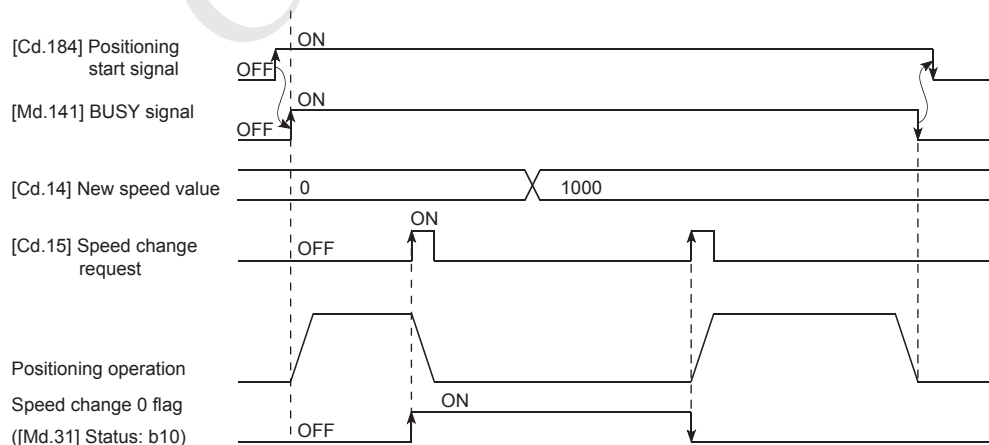 [Cd.184] Positioning
start signal
OFF
ON
[Md.141] BUSY signal
OFF
ON
[Cd.14] New speed value
0
1000
[Cd.15] Speed change
request
OFF
ON
Positioning operation
Speed change 0 flag
([Md.31] Status: b10)
OFF
ON